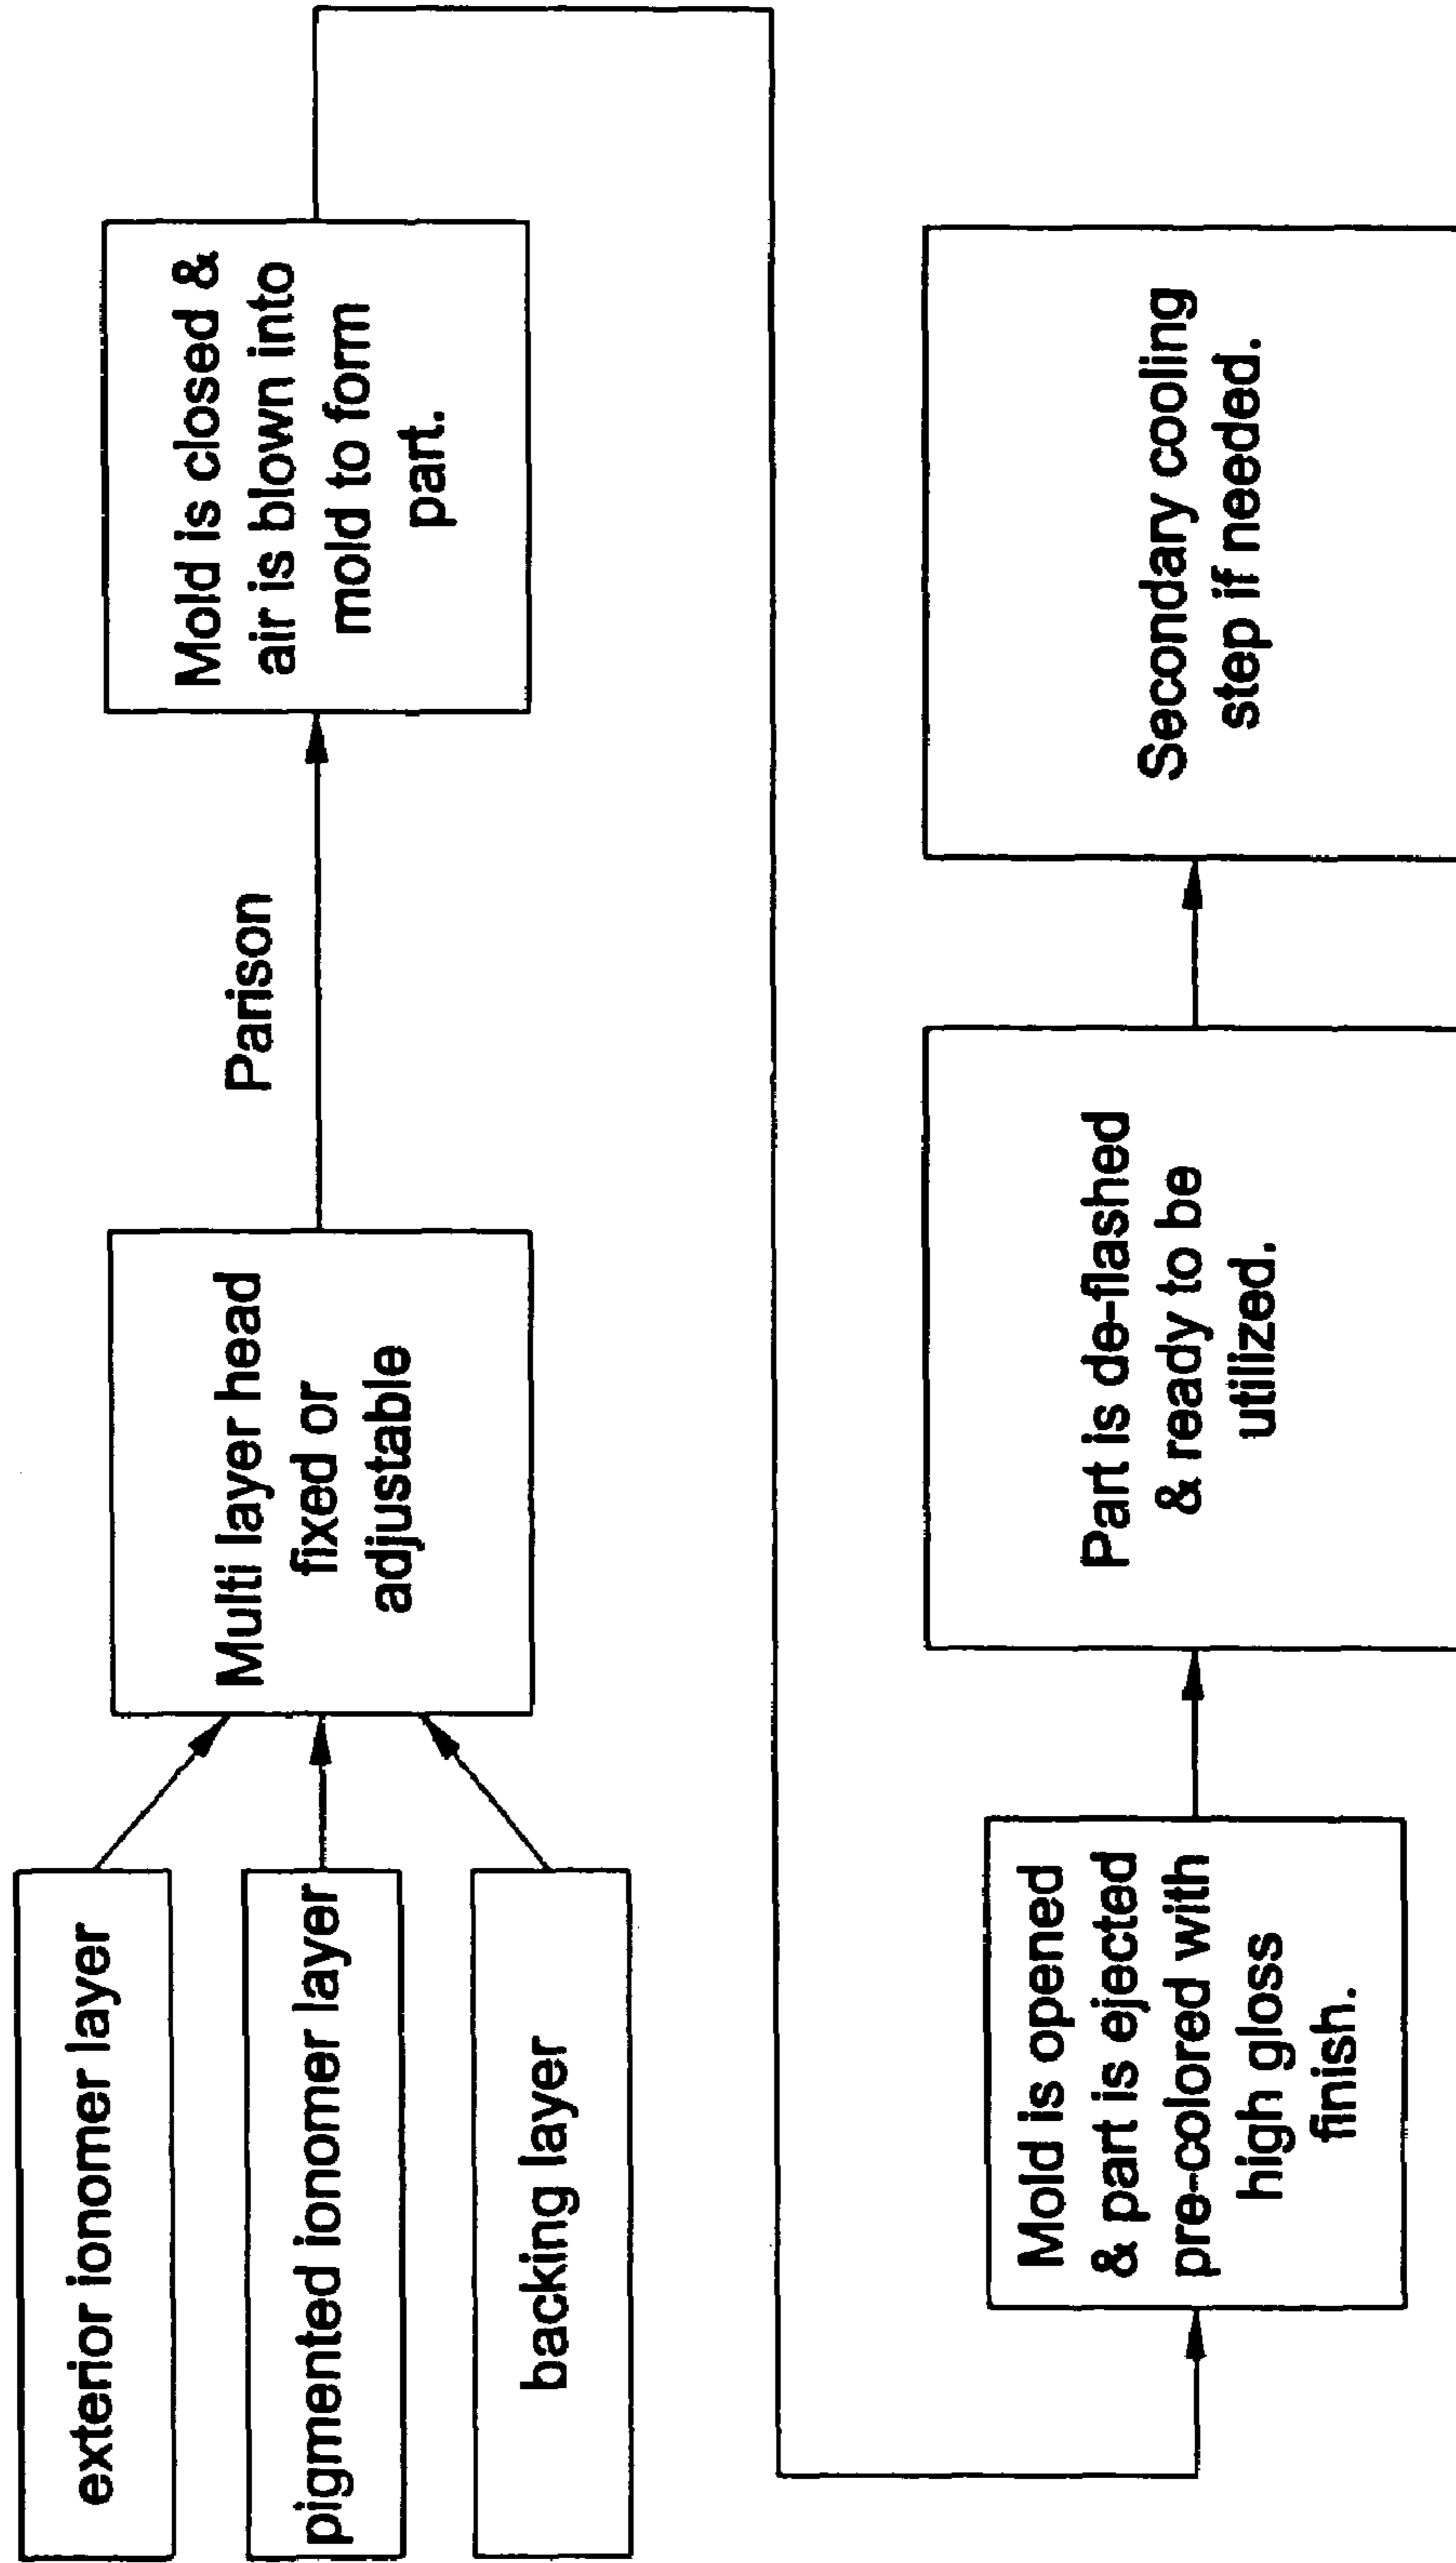 exterior ionomer layer
pigmented ionomer layer
backing layer
Multi layer head
fixed or
adjustable
Parison
Mold is closed &
air is blown into
mold to form
part.
Mold is opened
& part is ejected
pre-colored with
high gloss
finish.
Part is de-flashed
& ready to be
utilized.
Secondary cooling
step if needed.